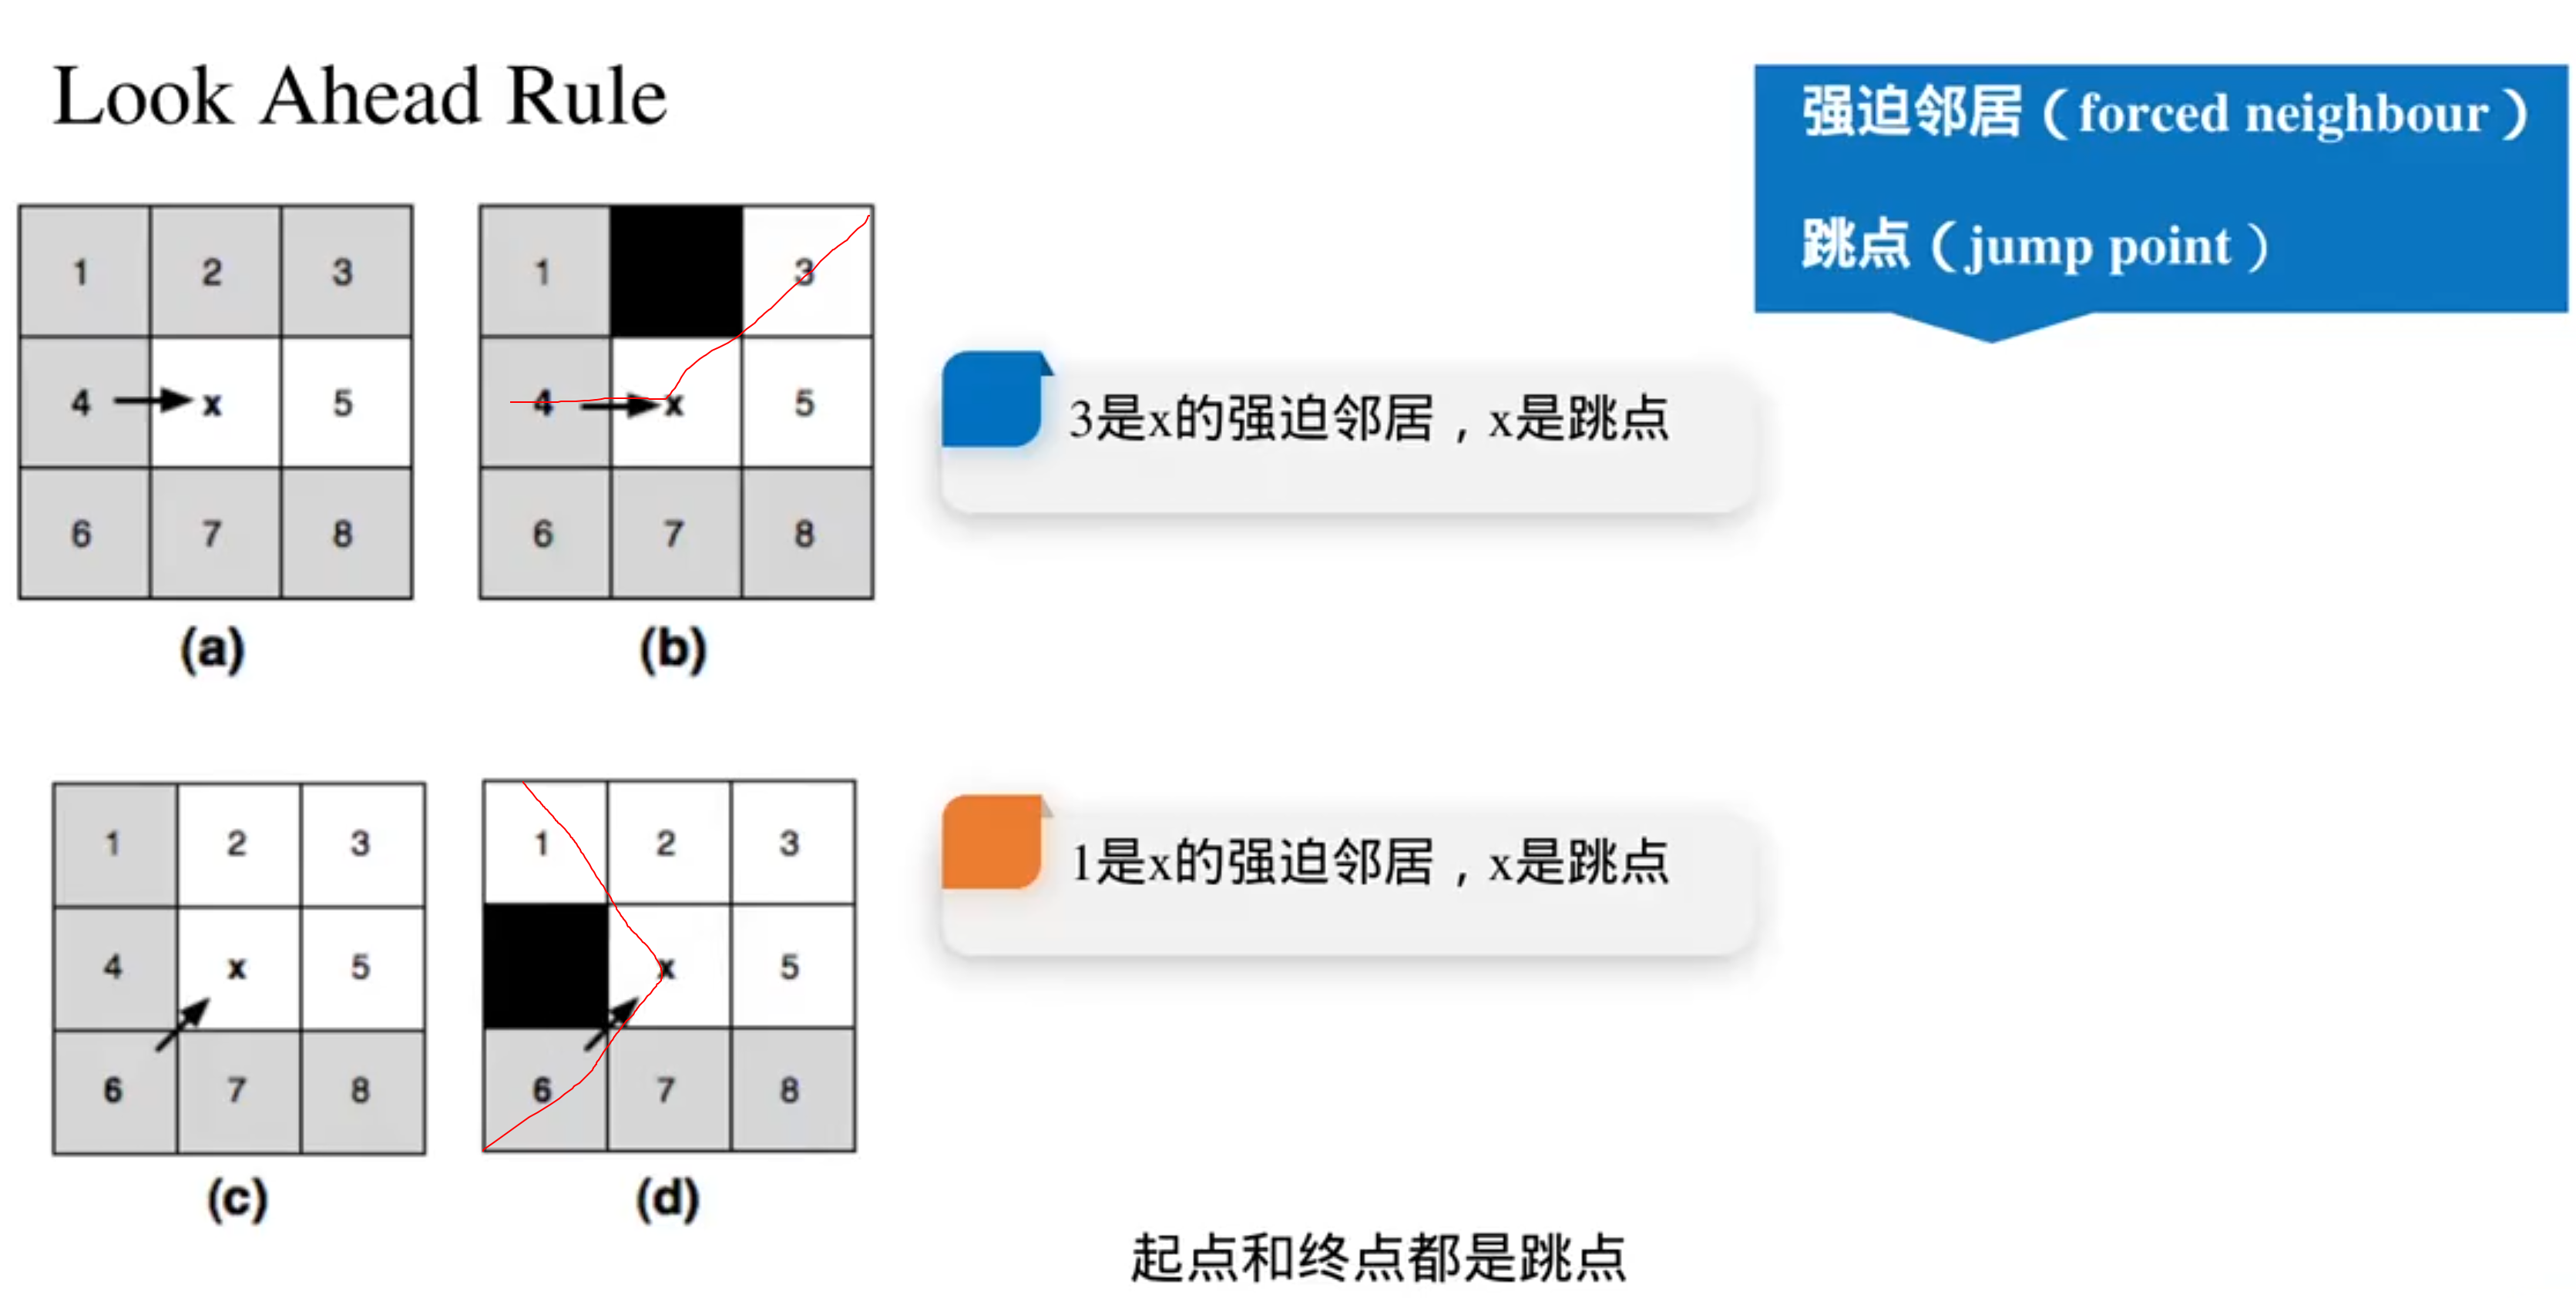 Look Ahead Rule
强迫邻居（forced neighbour）
跳点（jump point）
1 2 3
4 x 5
6 7 8
(a)
1 3
4 x 5
6 7 8
(b)
3是x的强迫邻居，x是跳点
1 2 3
4 x 5
6 7 8
(c)
1 2 3
x 5
6 7 8
(d)
1是x的强迫邻居，x是跳点
起点和终点都是跳点